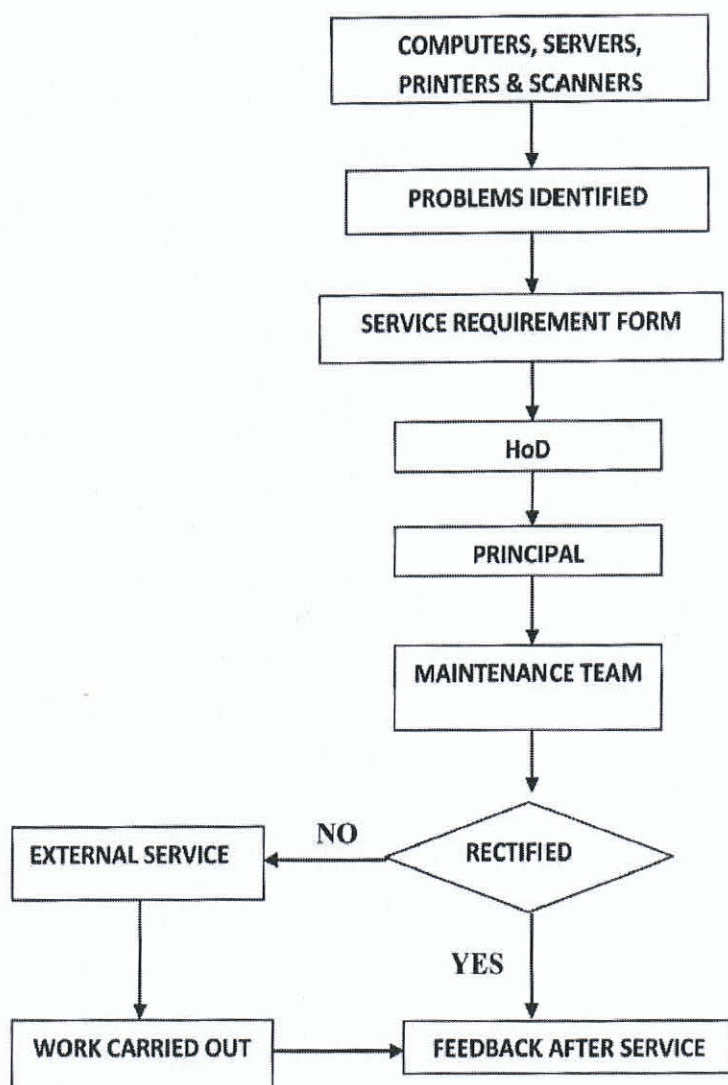 COMPUTERS, SERVERS,
PRINTERS & SCANNERS
PROBLEMS IDENTIFIED
SERVICE REQUIREMENT FORM
HoD
PRINCIPAL
MAINTENANCE TEAM
RECTIFIED
NO
EXTERNAL SERVICE
YES
WORK CARRIED OUT
FEEDBACK AFTER SERVICE